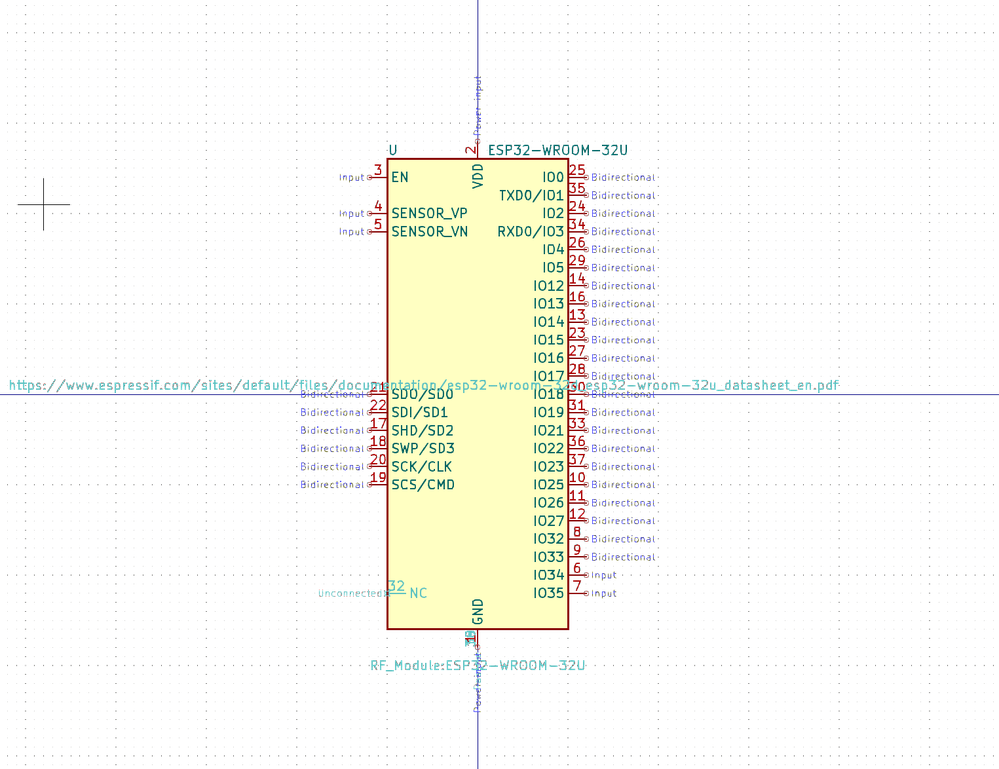 Power input
U
ESP32-WROOM-32U
2
VDD
Input 3 EN
IO0 25 Bidirectional
TXD0/IO1 35 Bidirectional
Input 4 SENSOR_VP
IO2 24 Bidirectional
Input 5 SENSOR_VN
RXD0/IO3 34 Bidirectional
IO4 26 Bidirectional
IO5 29 Bidirectional
IO12 14 Bidirectional
IO13 16 Bidirectional
IO14 13 Bidirectional
IO15 23 Bidirectional
IO16 27 Bidirectional
IO17 28 Bidirectional
https://www.espressif.com/sites/default/files/documentation/esp32-wroom-32d_esp32-wroom-32u_datasheet_en.pdf
Bidirectional 21 SDO/SD0
IO18 30 Bidirectional
Bidirectional 22 SDI/SD1
IO19 31 Bidirectional
Bidirectional 17 SHD/SD2
IO21 33 Bidirectional
Bidirectional 18 SWP/SD3
IO22 36 Bidirectional
Bidirectional 20 SCK/CLK
IO23 37 Bidirectional
Bidirectional 19 SCS/CMD
IO25 10 Bidirectional
IO26 11 Bidirectional
IO27 12 Bidirectional
IO32 8 Bidirectional
IO33 9 Bidirectional
IO34 6 Input
Unconnected 32 NC
IO35 7 Input
GND
1
RF_Module:ESP32-WROOM-32U